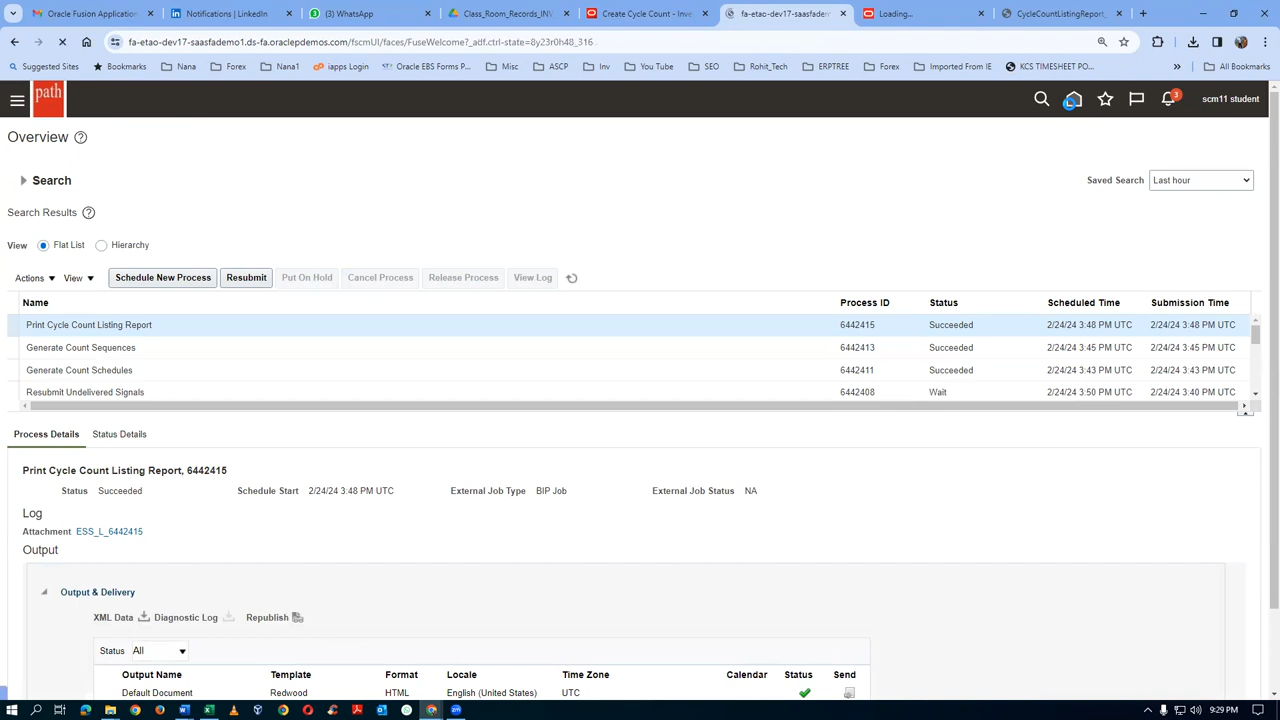 Oracle Fusion Applications
Notifications | LinkedIn
(3) WhatsApp
Class_Room_Records_INV
Create Cycle Count - Inve
fa-etao-dev17-saasfademo
Loading...
CycleCountListingReport_
fa-etao-dev17-saasfademo1.ds-fa.oraclepdemos.com/fscmUI/faces/FuseWelcome?_adf.ctrl-state=8y23r0h48_316
Suggested Sites
Bookmarks
Nana
Forex
Nana1
iapps Login
Oracle EBS Forms P...
Misc
ASCP
Inv
You Tube
SEO
Rohit_Tech
ERPTREE
Forex
Imported From IE
KCS TIMESHEET PO...
»
All Bookmarks
path
3
scm11 student
Overview
Search
Saved Search
Last hour
Search Results
View
Flat List
Hierarchy
Actions
View
Schedule New Process
Resubmit
Put On Hold
Cancel Process
Release Process
View Log
Name Process ID Status Scheduled Time Submission Time
Print Cycle Count Listing Report 6442415 Succeeded 2/24/24 3:48 PM UTC 2/24/24 3:48 PM UTC
Generate Count Sequences 6442413 Succeeded 2/24/24 3:45 PM UTC 2/24/24 3:45 PM UTC
Generate Count Schedules 6442411 Succeeded 2/24/24 3:43 PM UTC 2/24/24 3:43 PM UTC
Resubmit Undelivered Signals 6442408 Wait 2/24/24 3:50 PM UTC 2/24/24 3:40 PM UTC
Process Details
Status Details
Print Cycle Count Listing Report, 6442415
Status Succeeded
Schedule Start 2/24/24 3:48 PM UTC
External Job Type BIP Job
External Job Status NA
Log
Attachment ESS_L_6442415
Output
Output & Delivery
XML Data
Diagnostic Log
Republish
Status All
Output Name Template Format Locale Time Zone Calendar Status Send
Default Document Redwood HTML English (United States) UTC
9:29 PM